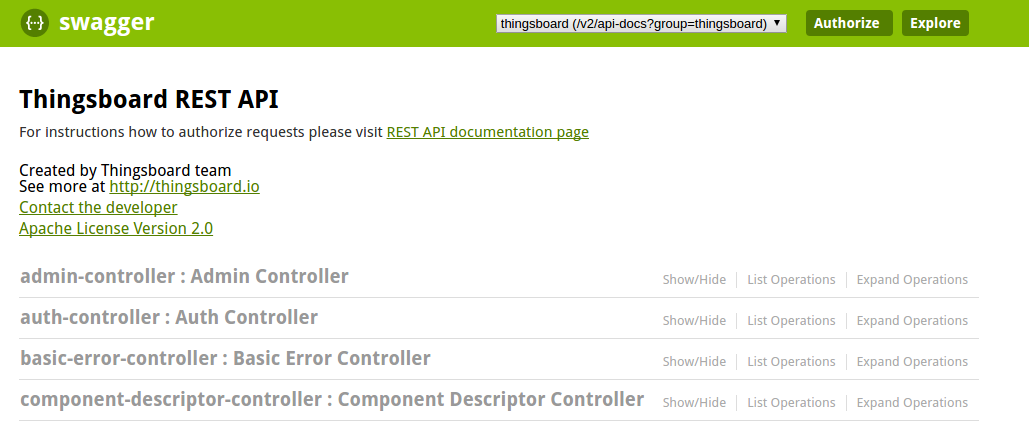 {···} swagger thingsboard (/v2/api-docs?group=thingsboard) Authorize Explore
Thingsboard REST API
For instructions how to authorize requests please visit REST API documentation page
Created by Thingsboard team
See more at http://thingsboard.io
Contact the developer
Apache License Version 2.0
admin-controller : Admin Controller Show/Hide List Operations Expand Operations
auth-controller : Auth Controller Show/Hide List Operations Expand Operations
basic-error-controller : Basic Error Controller Show/Hide List Operations Expand Operations
component-descriptor-controller : Component Descriptor Controller Show/Hide List Operations Expand Operations